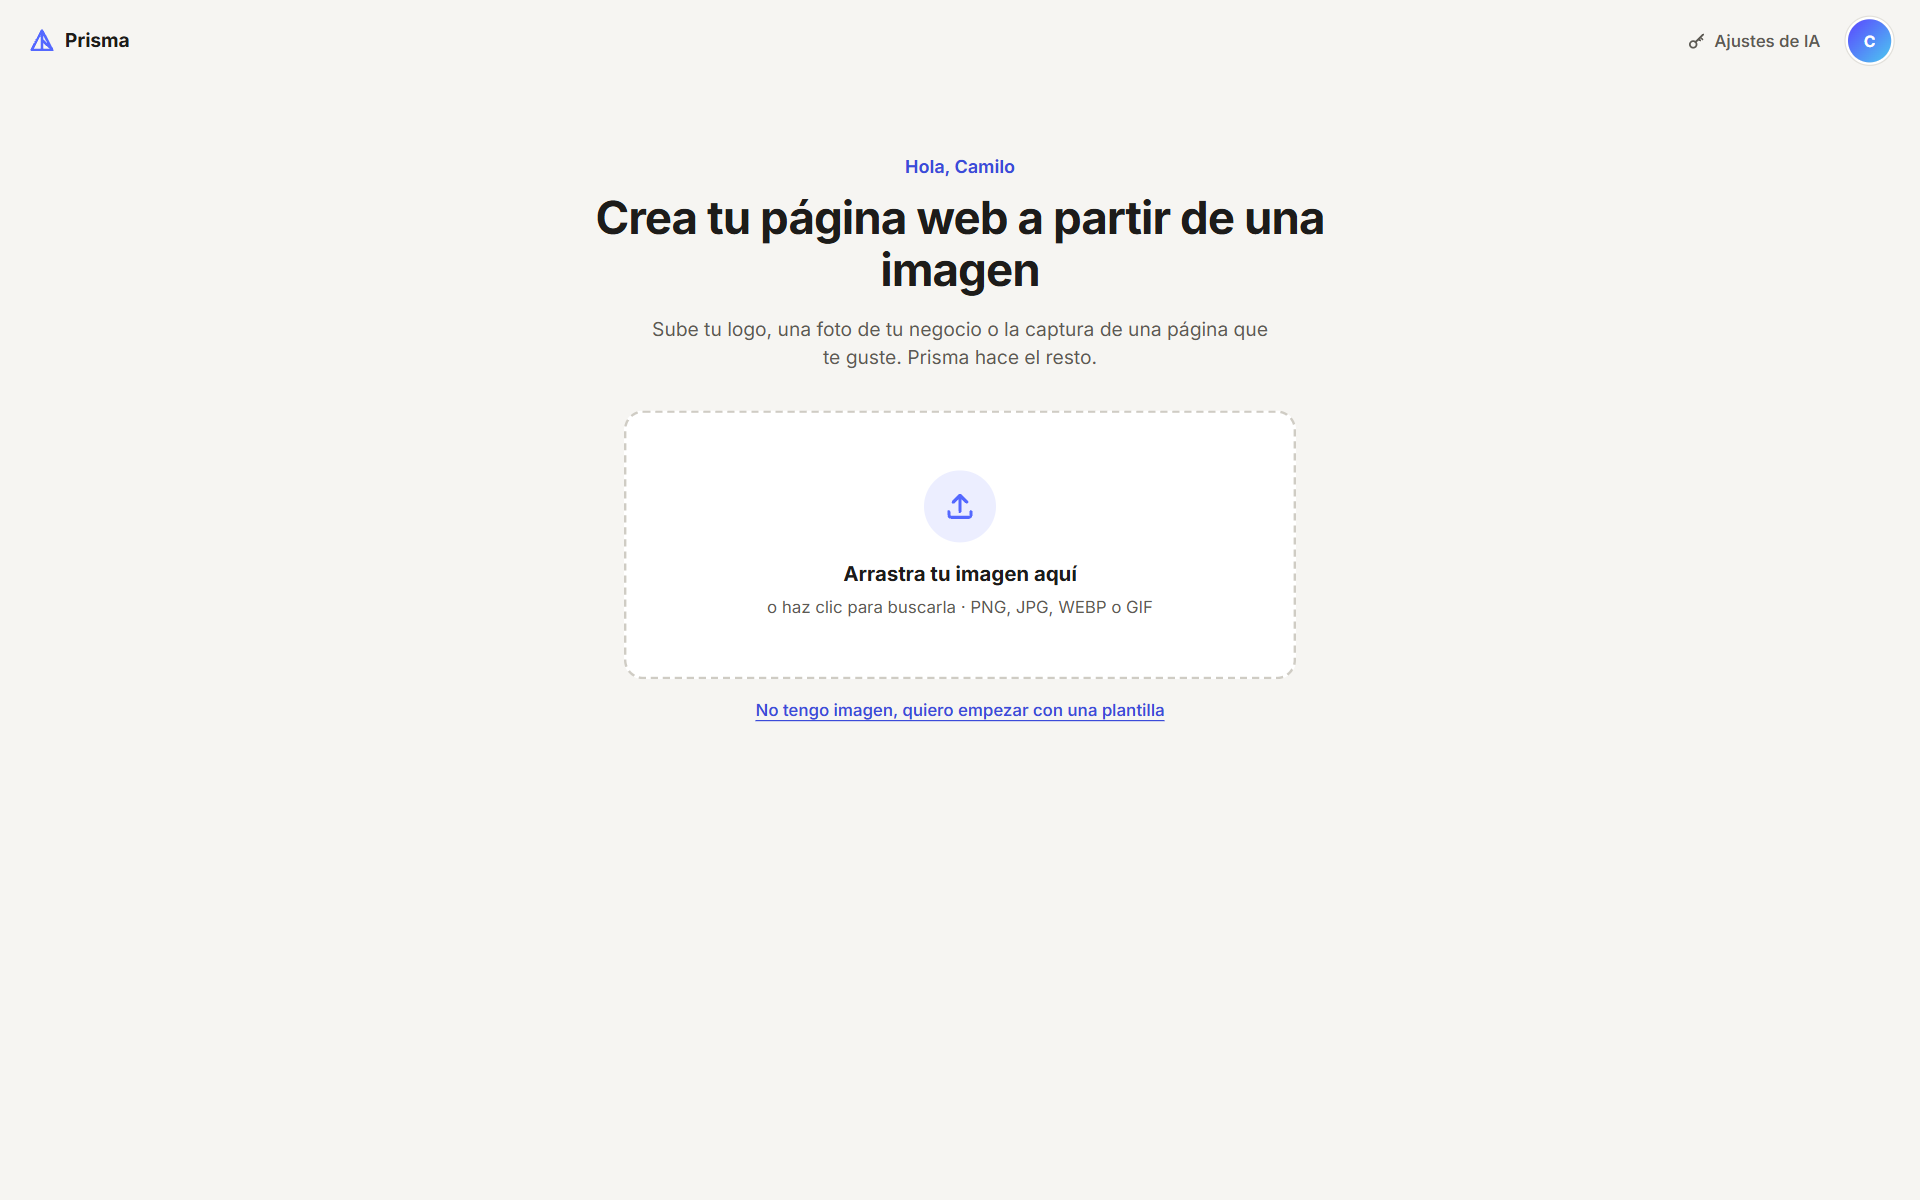 Prisma
Ajustes de IA
C
Hola, Camilo
Crea tu página web a partir de una
imagen
Sube tu logo, una foto de tu negocio o la captura de una página que
te guste. Prisma hace el resto.
Arrastra tu imagen aquí
o haz clic para buscarla · PNG, JPG, WEBP o GIF
No tengo imagen, quiero empezar con una plantilla